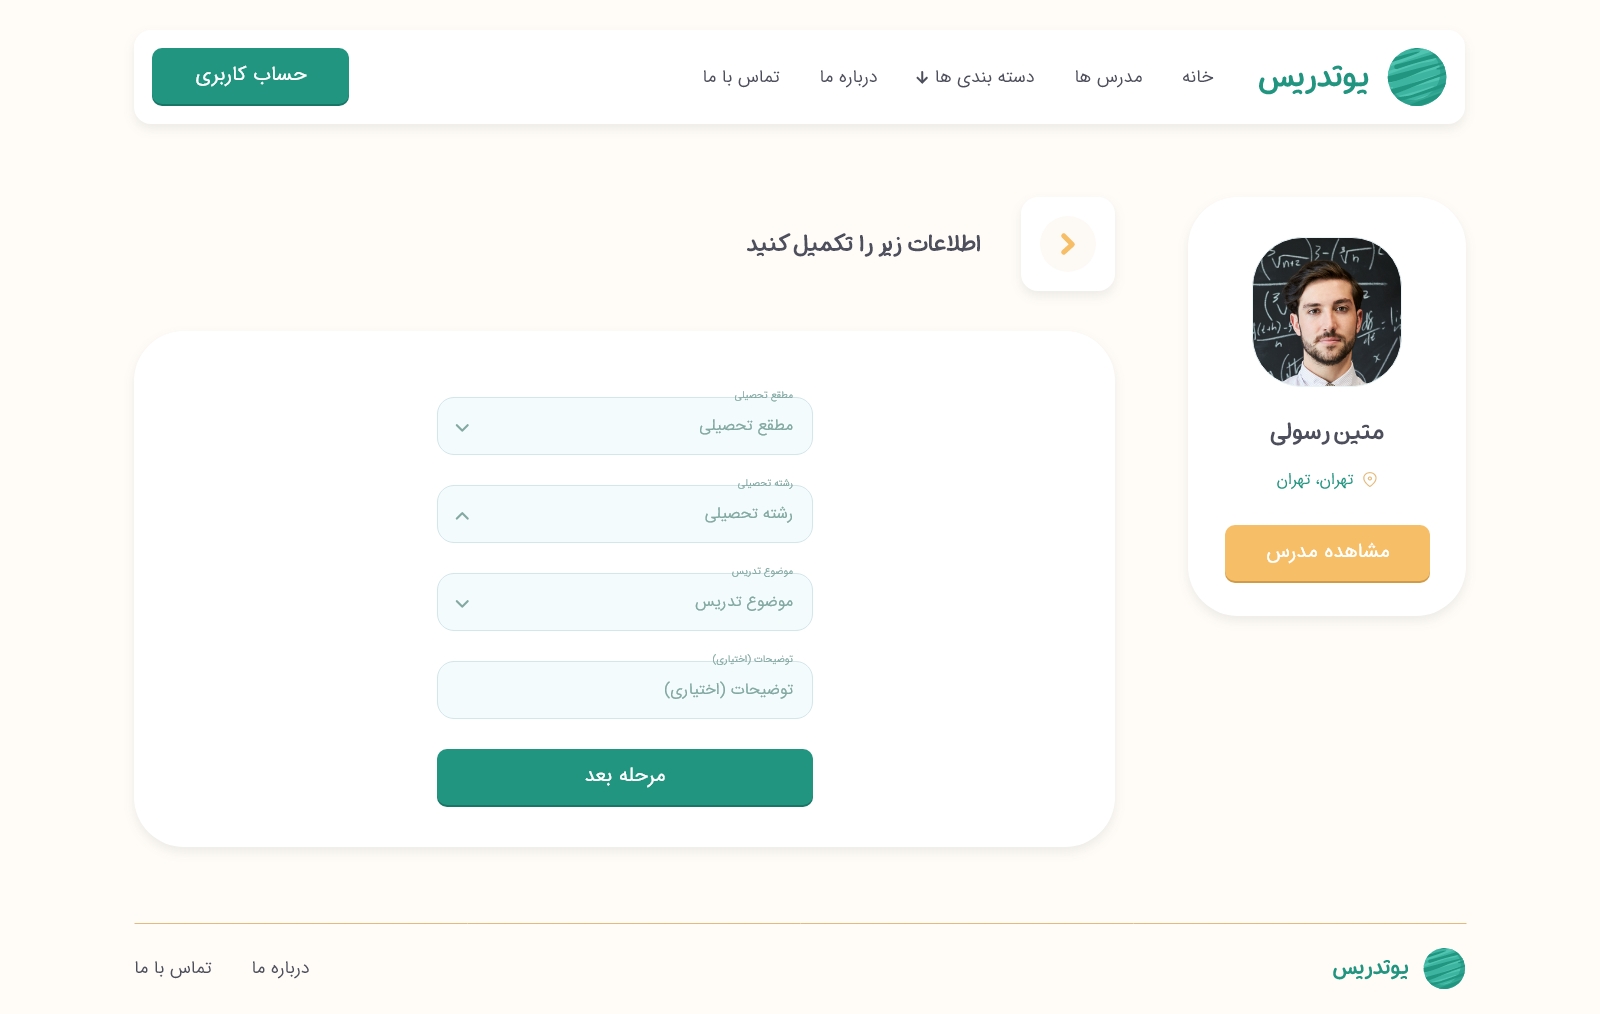 یوتدریس
خانه
مدرس ها
دسته بندی ها
درباره ما
تماس با ما
حساب کاربری
متین رسولی
تهران، تهران
مشاهده مدرس
اطلاعات زیر را تکمیل کنید
مطقع تحصیلی
مطقع تحصیلی
رشته تحصیلی
رشته تحصیلی
موضوع تدریس
موضوع تدریس
توضیحات (اختیاری)
توضیحات (اختیاری)
مرحله بعد
یوتدریس
درباره ما
تماس با ما